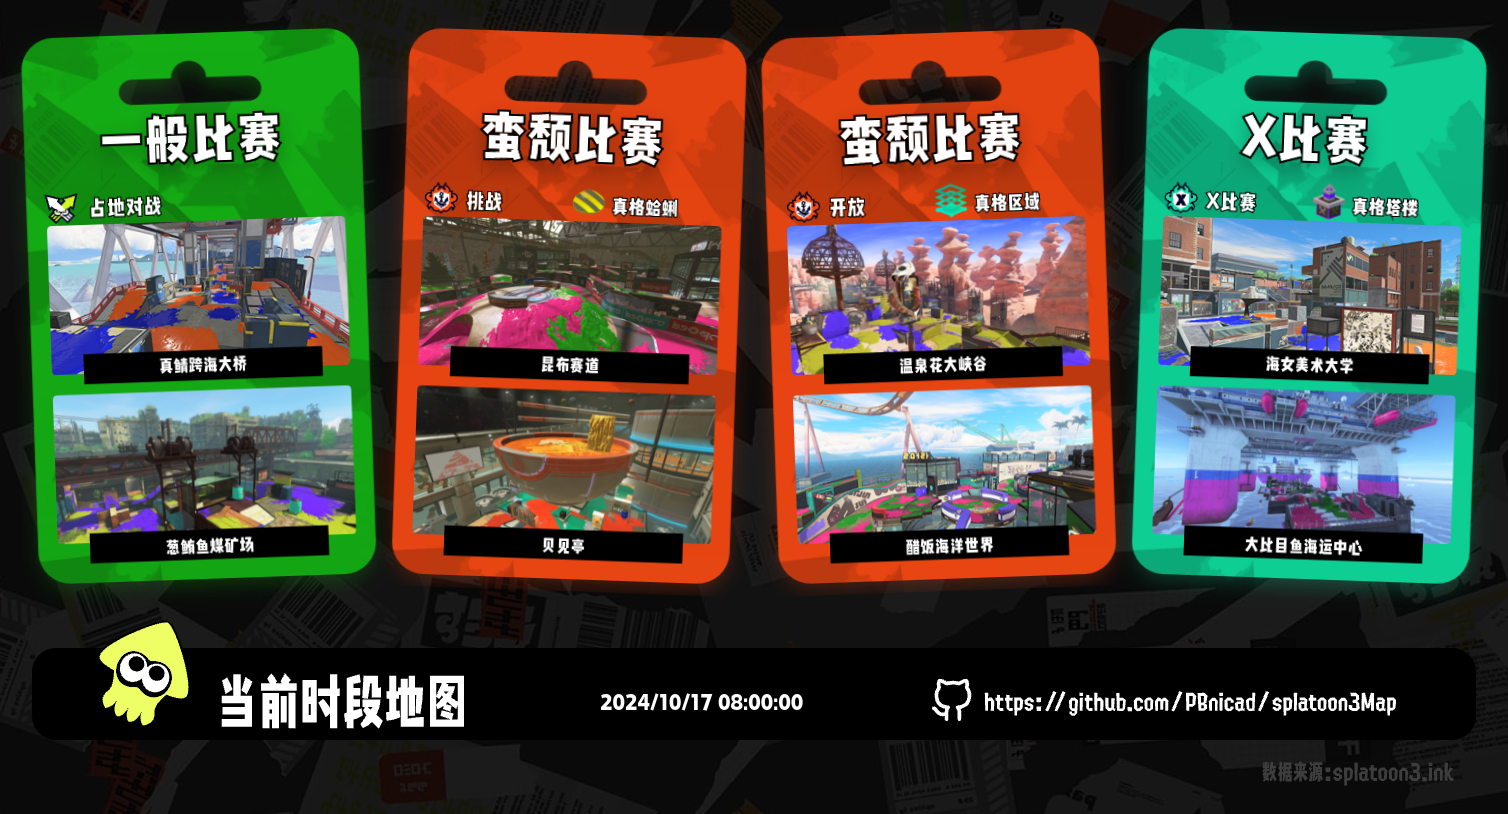 一般比赛
占地对战
真鲷跨海大桥
葱鲔鱼煤矿场
蛮颓比赛
挑战
真格蛤蜊
昆布赛道
贝见亭
蛮颓比赛
开放
真格区域
温泉花大峡谷
醋饭海洋世界
X比赛
X比赛
真格塔楼
海女美术大学
大比目鱼海运中心
当前时段地图
2024/10/17 08:00:00
https://github.com/PBnicad/splatoon3Map
数据来源:splatoon3.ink